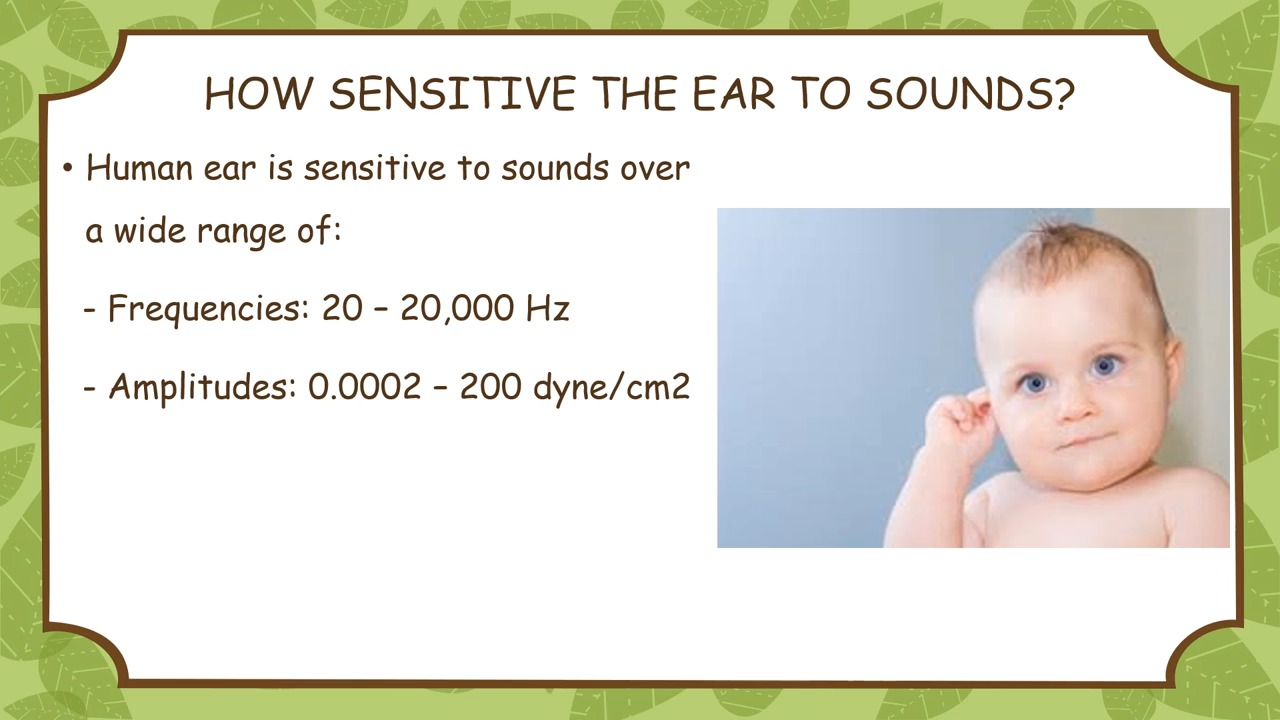 HOW SENSITIVE THE EAR TO SOUNDS?
• Human ear is sensitive to sounds over
a wide range of:
- Frequencies: 20 – 20,000 Hz
- Amplitudes: 0.0002 – 200 dyne/cm2